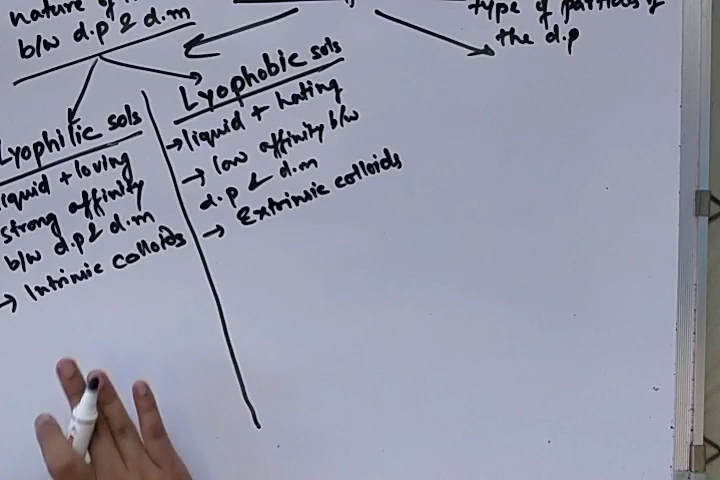 nature of
b/w d.p & d.m
type of particles of
the d.p
Lyophilic sols
liquid + loving
strong affinity
b/w d.p & d.m
→ Intrinsic colloids
Lyophobic sols
→ liquid + hating
→ low affinity b/w
d.p & d.m
→ Extrinsic colloids